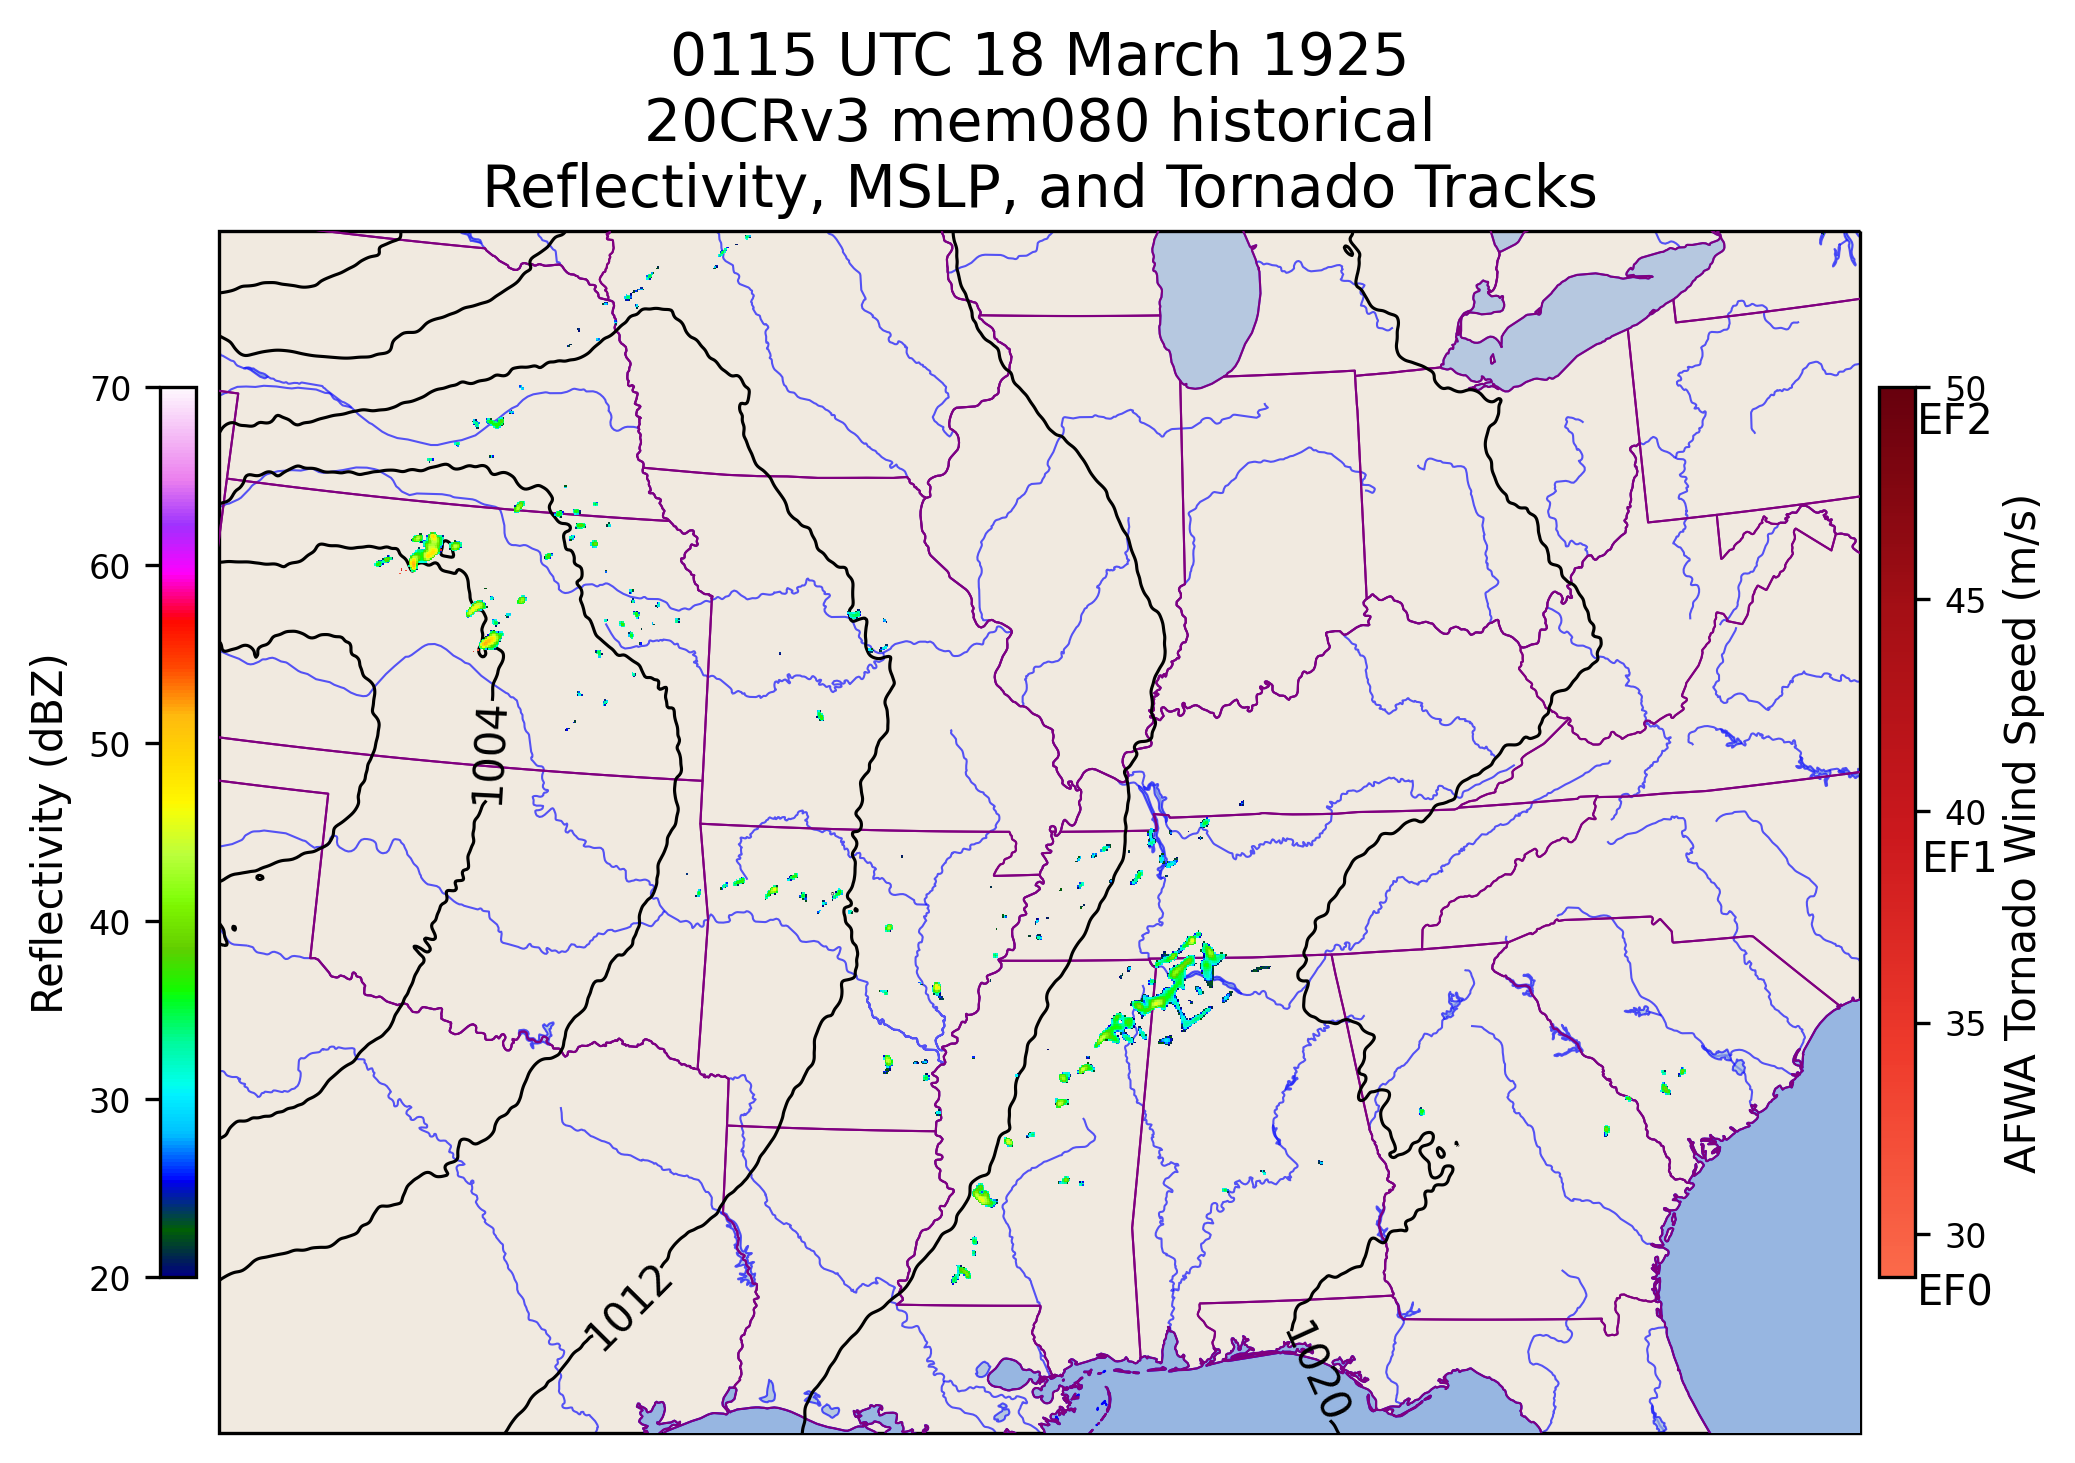 0115 UTC 18 March 1925
20CRv3 mem080 historical
Reflectivity, MSLP, and Tornado Tracks
Reflectivity (dBZ)
70
60
50
40
30
20
1004
1012
1020
50
EF2
45
40
EF1
35
30
EF0
AFWA Tornado Wind Speed (m/s)